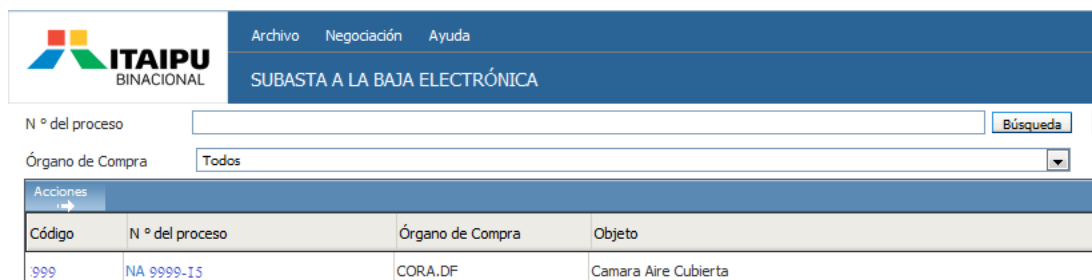 ITAIPU
BINACIONAL
Archivo Negociación Ayuda
SUBASTA A LA BAJA ELECTRÓNICA
N º del proceso Búsqueda
Órgano de Compra Todos
Acciones
Código N º del proceso Órgano de Compra Objeto
999 NA 9999-I5 CORA.DF Camara Aire Cubierta